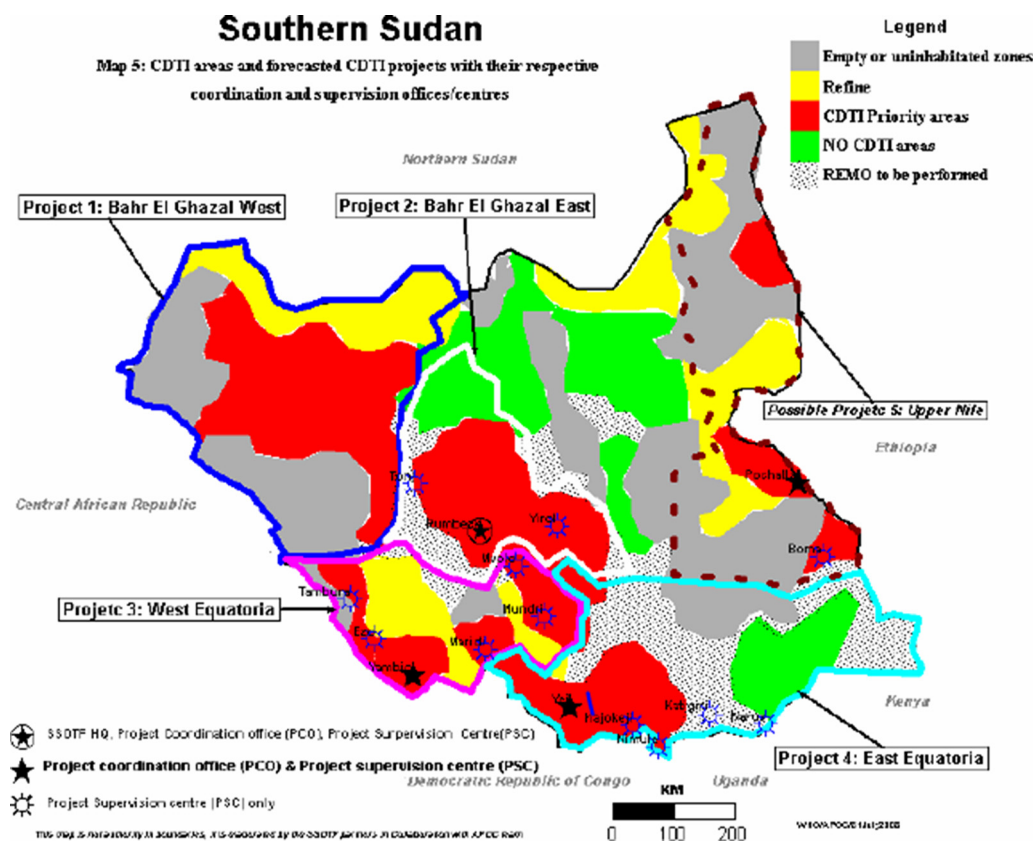 Southern Sudan
Map 5: CDTI areas and forecasted CDTI projects with their respective
coordination and supervision offices/centres
Legend
Empty or uninhabitated zones
Refine
CDTI Priority areas
NO CDTI areas
REMO to be performed
Northern Sudan
Project 1: Bahr El Ghazal West
Project 2: Bahr El Ghazal East
Possible Projetc 5: Upper Nile
Ethiopia
Central African Republic
Pochalla
Rumbek
Yirol
Boma
Mvolo
Tambura
Projetc 3: West Equatoria
Mundri
Ezo
Maridi
Yambio
Yei
Kajokeji
Narus
Nimule
Kenya
Project 4: East Equatoria
SSOTF HQ, Project Coordination office (PCO), Project Supervision Centre(PSC)
Project coordination office (PCO) & Project supervision centre (PSC)
Project Supervision centre (PSC) only
Democratic Republic of Congo
Uganda
KM
0 100 200